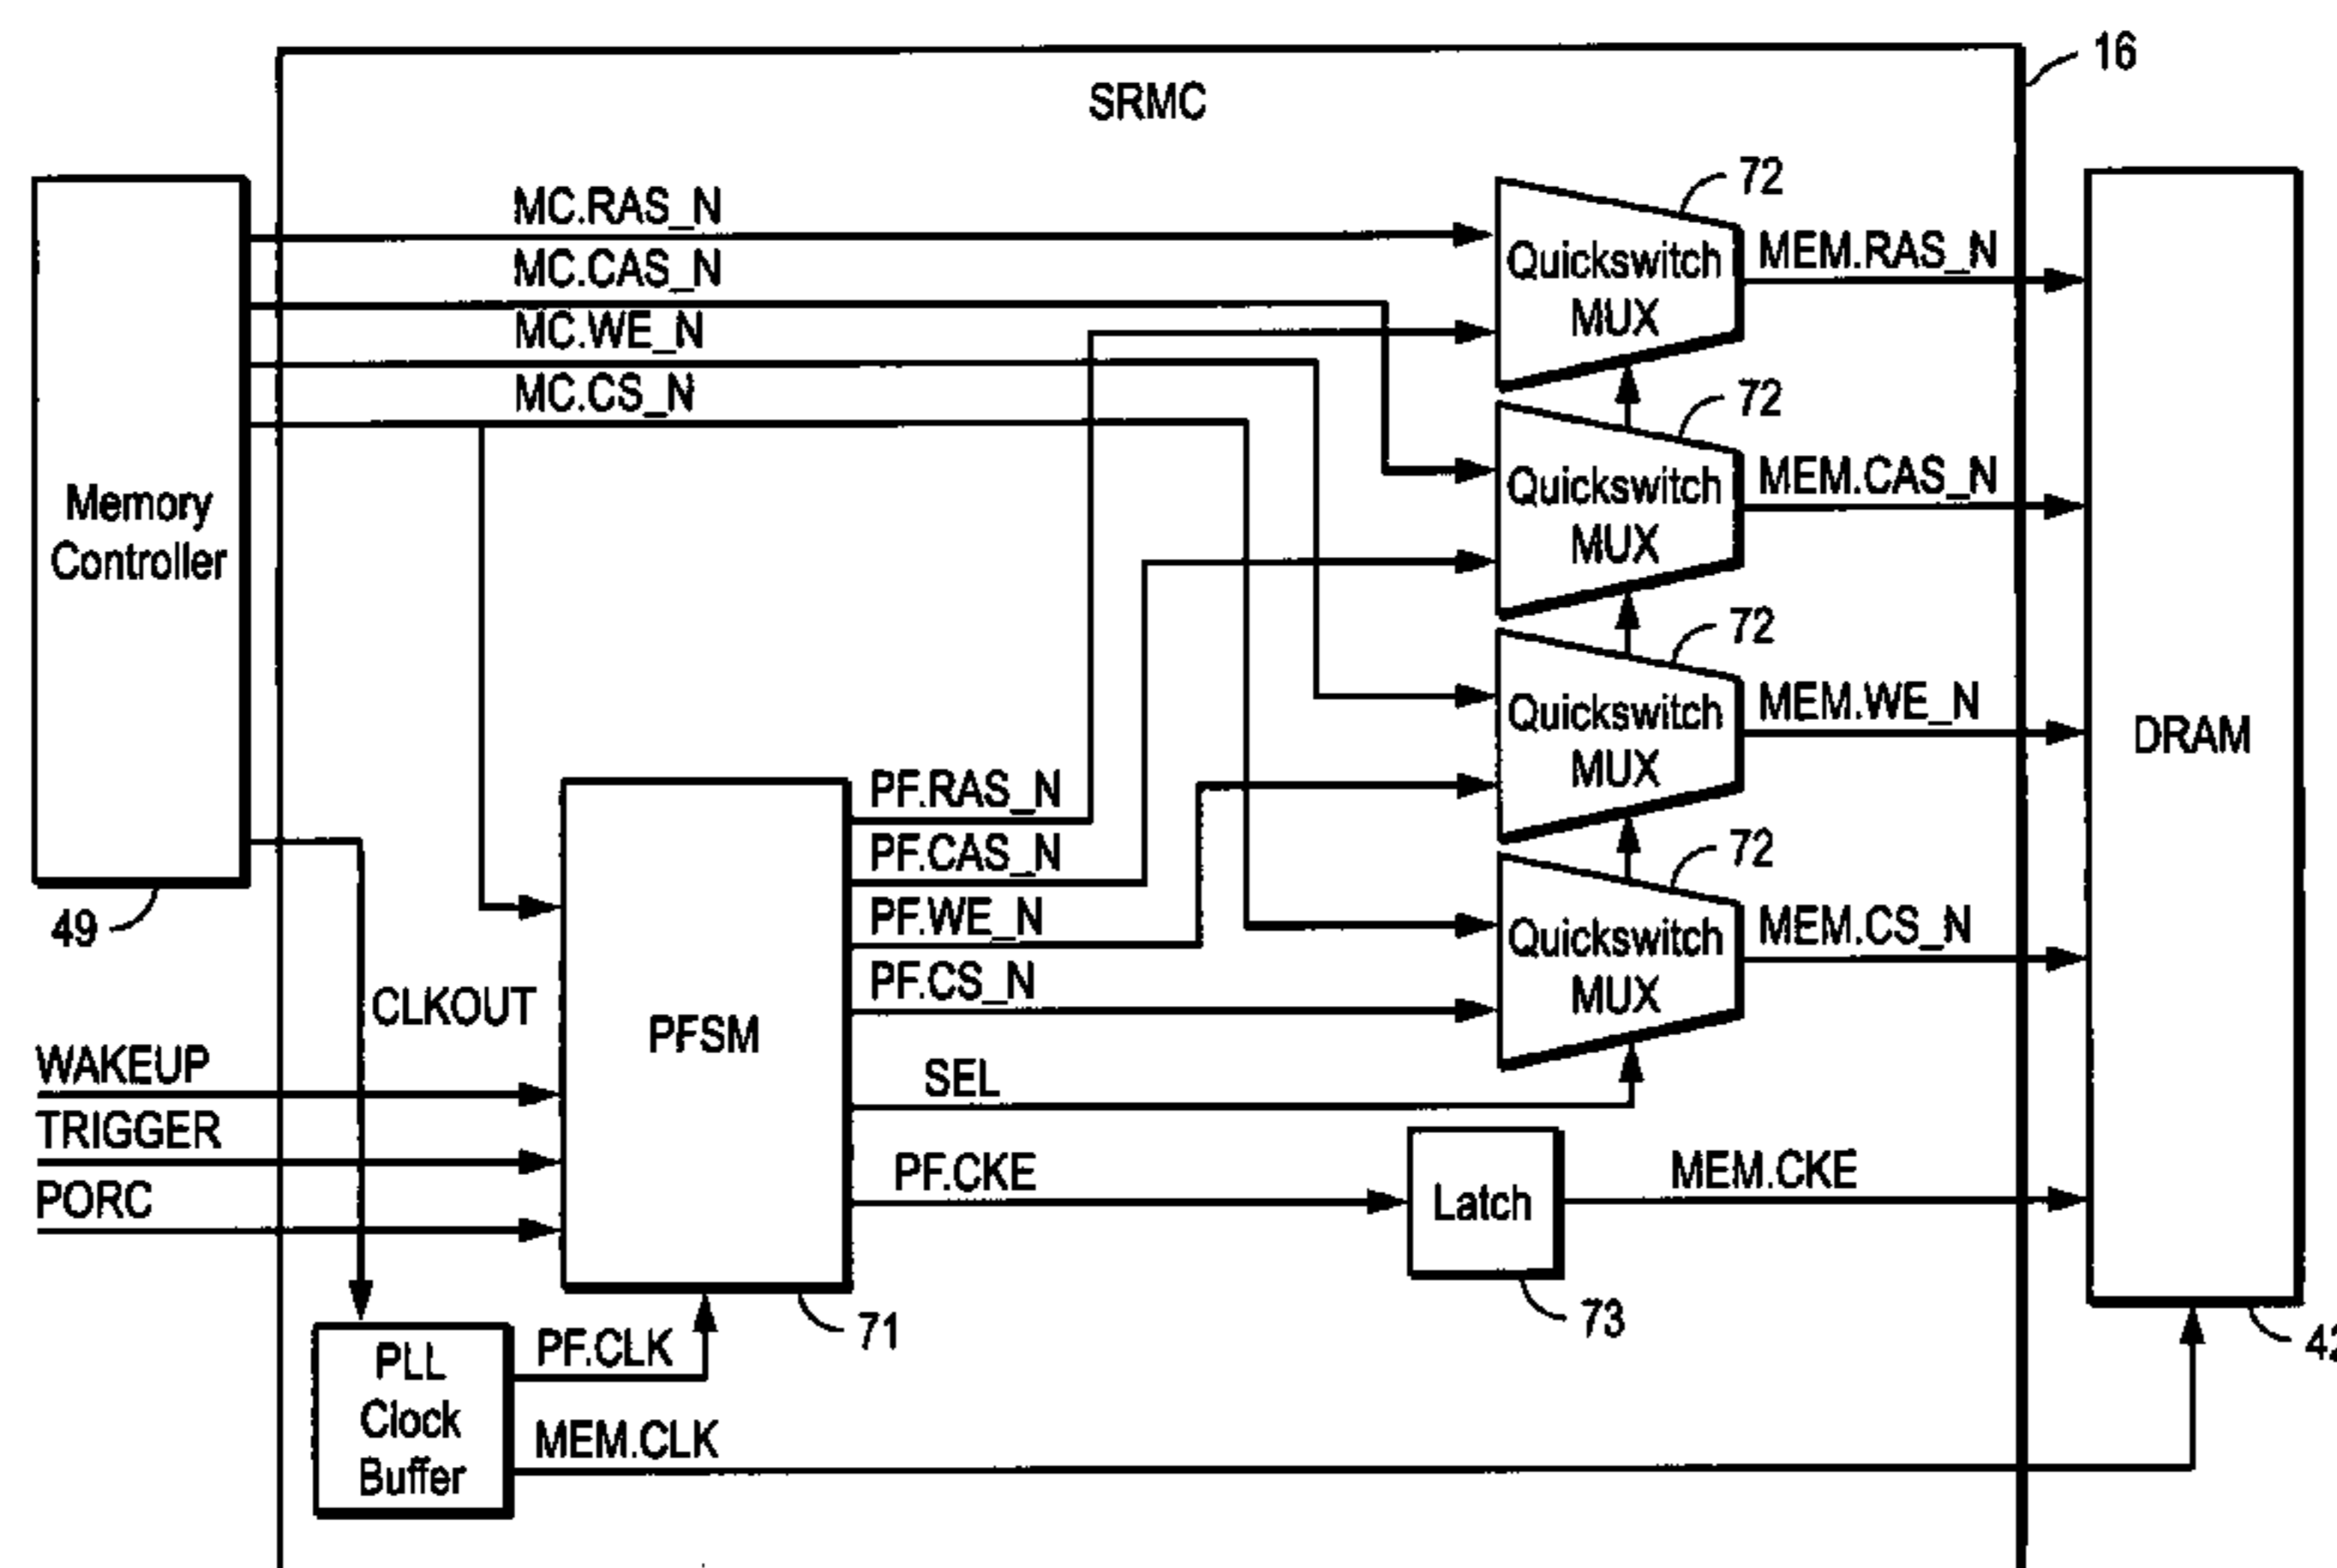 16
SRMC
72
MC.RAS_N
Quickswitch
MUX
MEM.RAS_N
MC.CAS_N
MC.WE_N
MC.CS_N
72
Memory
Controller
Quickswitch
MUX
MEM.CAS_N
72
Quickswitch
MUX
MEM.WE_N
DRAM
PF.RAS_N
PF.CAS_N
72
49
PF.WE_N
Quickswitch
MUX
MEM.CS_N
PF.CS_N
CLKOUT
PFSM
WAKEUP
SEL
TRIGGER
PF.CKE
Latch
MEM.CKE
PORC
71
73
PLL
Clock
Buffer
PF.CLK
MEM.CLK